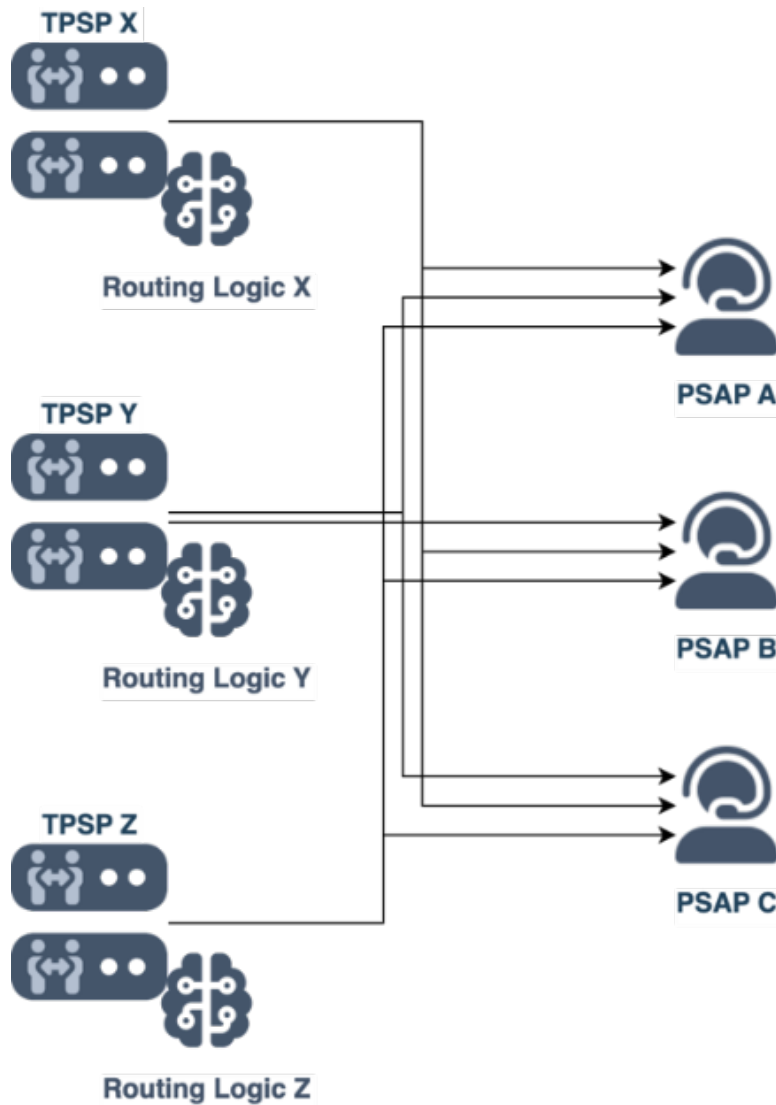 TPSP X
Routing Logic X
PSAP A
TPSP Y
PSAP B
Routing Logic Y
TPSP Z
PSAP C
Routing Logic Z